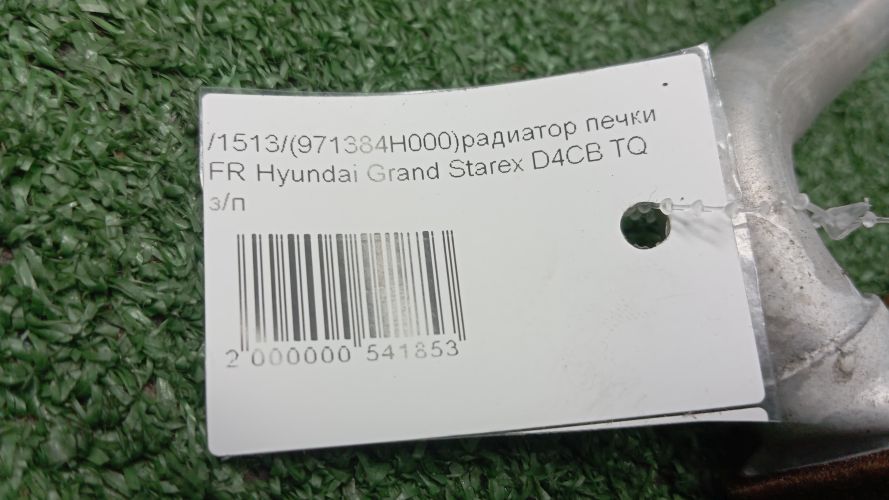 /1513/(971384H000)радиатор печки
FR Hyundai Grand Starex D4CB TQ
з/п
2 000000 541853